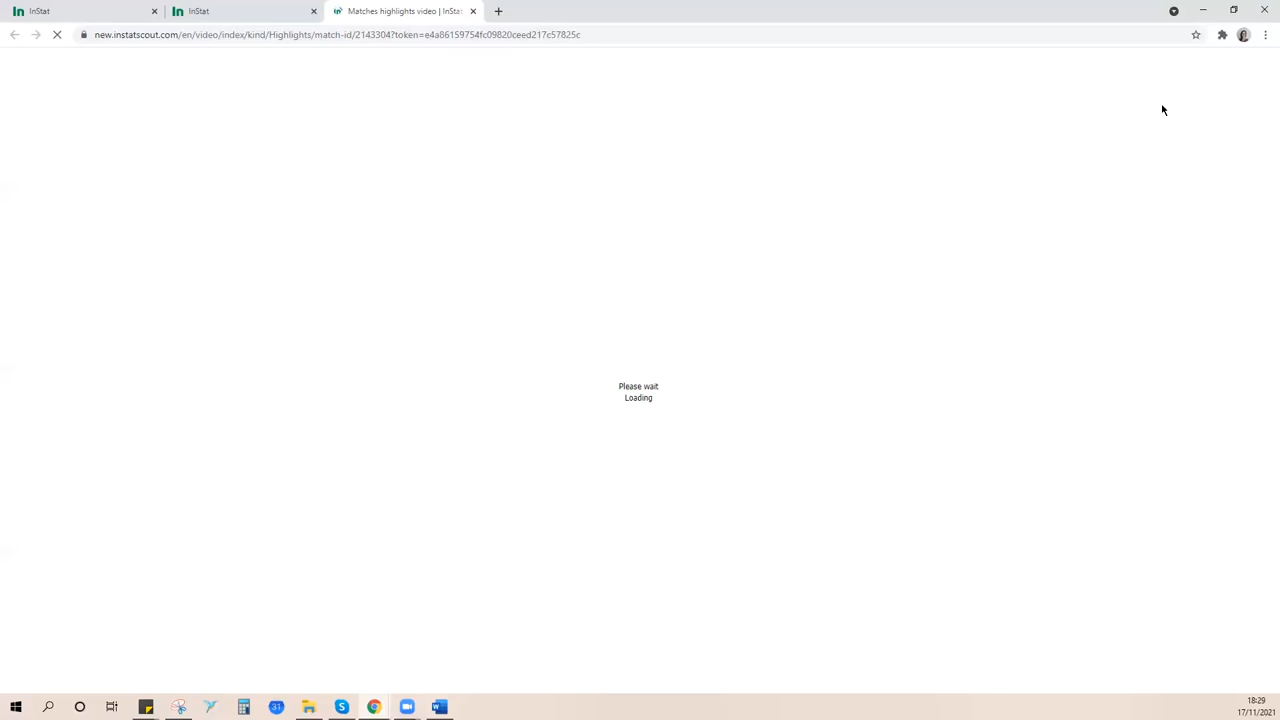 InStat
InStat
Matches highlights video | InStat
new.instatscout.com/en/video/index/kind/Highlights/match-id/2143304?token=e4a86159754fc09820ceed217c57825c
Please wait
Loading
31
18:29
17/11/2021